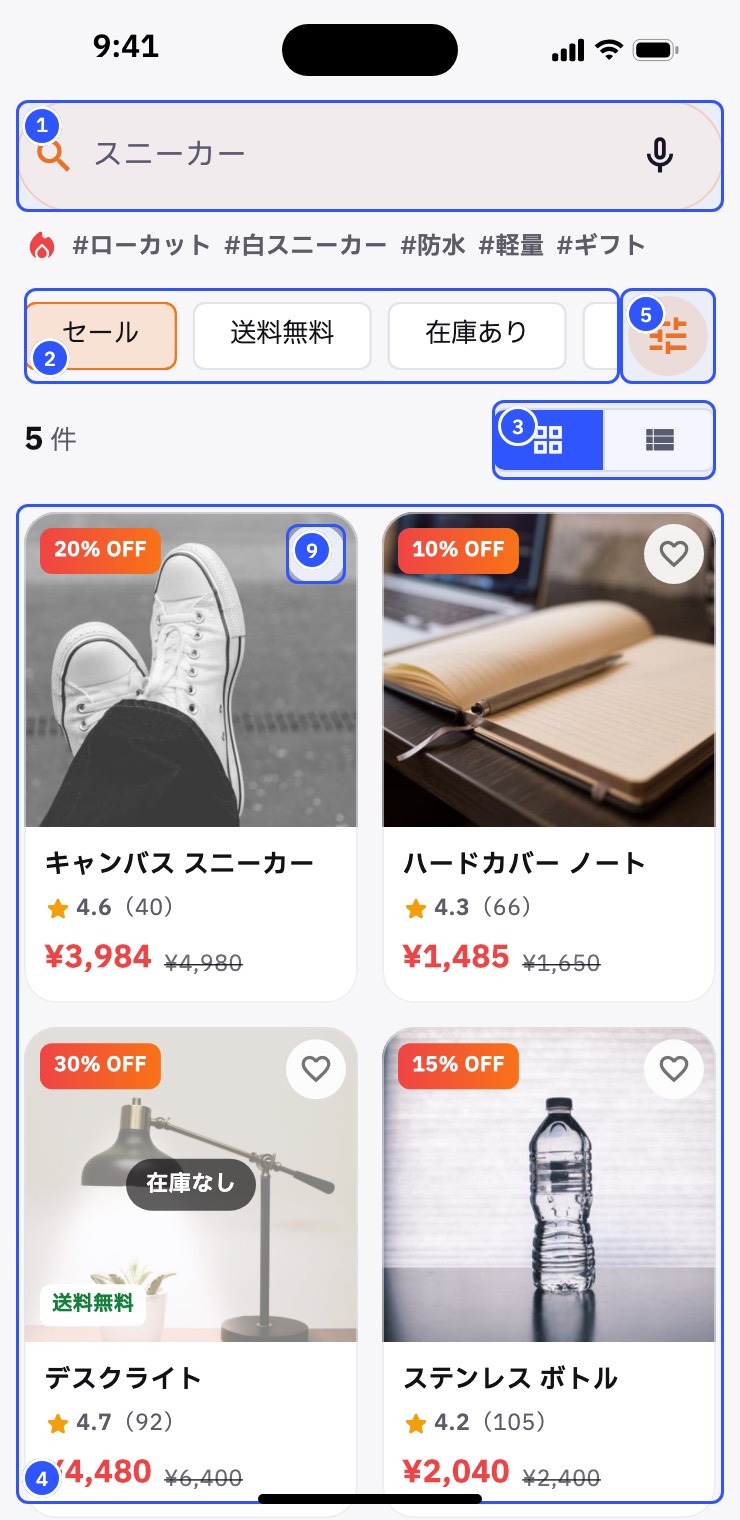 9:41
1
スニーカー
#ローカット #白スニーカー #防水 #軽量 #ギフト
2 セール 送料無料 在庫あり 5
5 件 3
20% OFF 9 10% OFF
キャンバス スニーカー ハードカバー ノート
4.6（40） 4.3（66）
¥3,984 ¥4,980 ¥1,485 ¥1,650
30% OFF 15% OFF
在庫なし
送料無料
デスクライト ステンレス ボトル
4.7（92） 4.2（105）
4 ¥4,480 ¥6,400 ¥2,040 ¥2,400